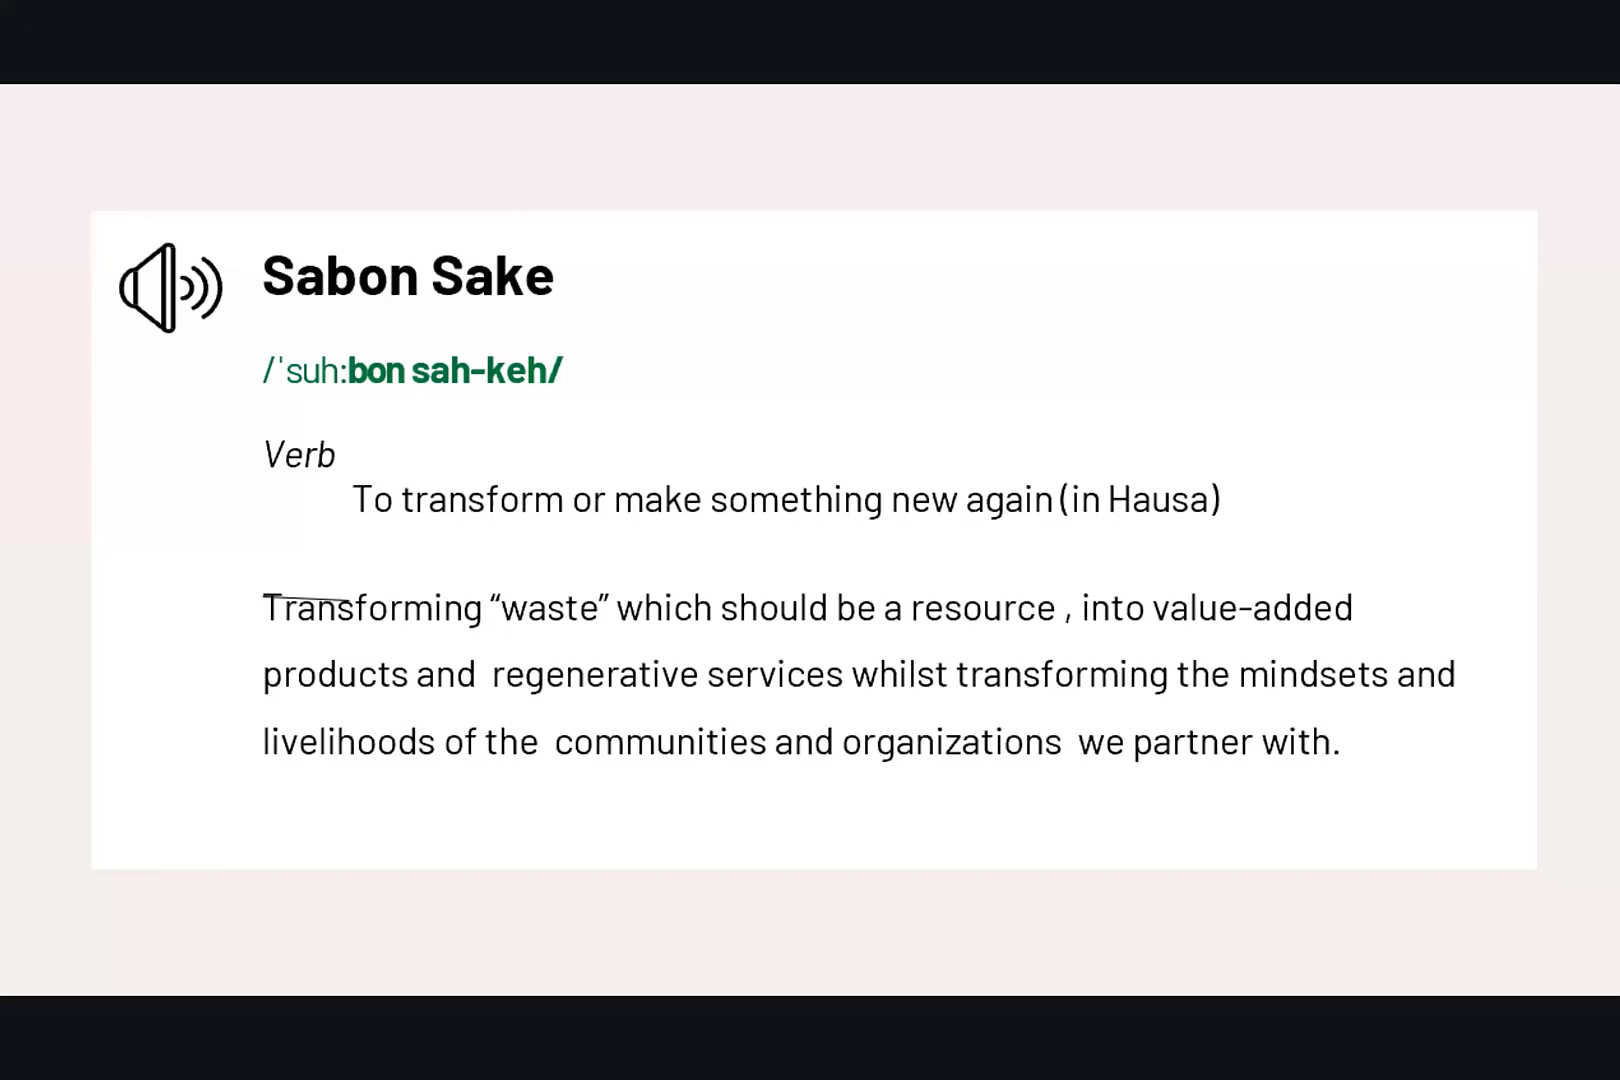 Sabon Sake
/ˈsuh:bon sah-keh/
Verb
To transform or make something new again (in Hausa)
Transforming “waste” which should be a resource , into value-added
products and  regenerative services whilst transforming the mindsets and
livelihoods of the  communities and organizations  we partner with.